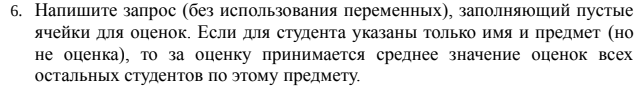 6. Напишите запрос (без использования переменных), заполняющий пустые
ячейки для оценок. Если для студента указаны только имя и предмет (но
не оценка), то за оценку принимается среднее значение оценок всех
остальных студентов по этому предмету.